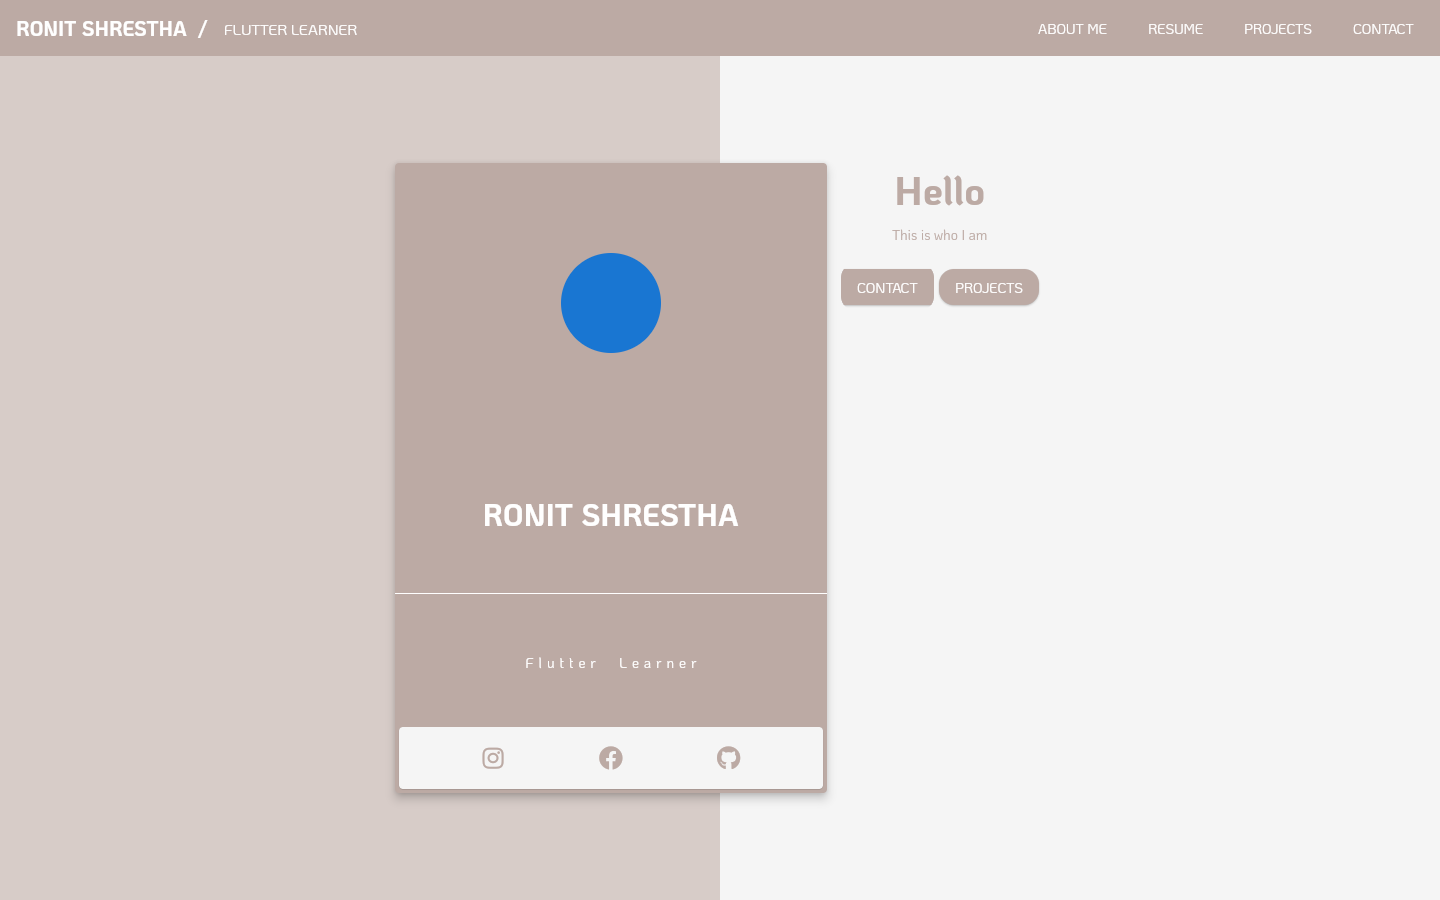 RONIT SHRESTHA / FLUTTER LEARNER
ABOUT ME RESUME PROJECTS CONTACT
RONIT SHRESTHA
Flutter Learner
Hello
This is who I am
CONTACT PROJECTS